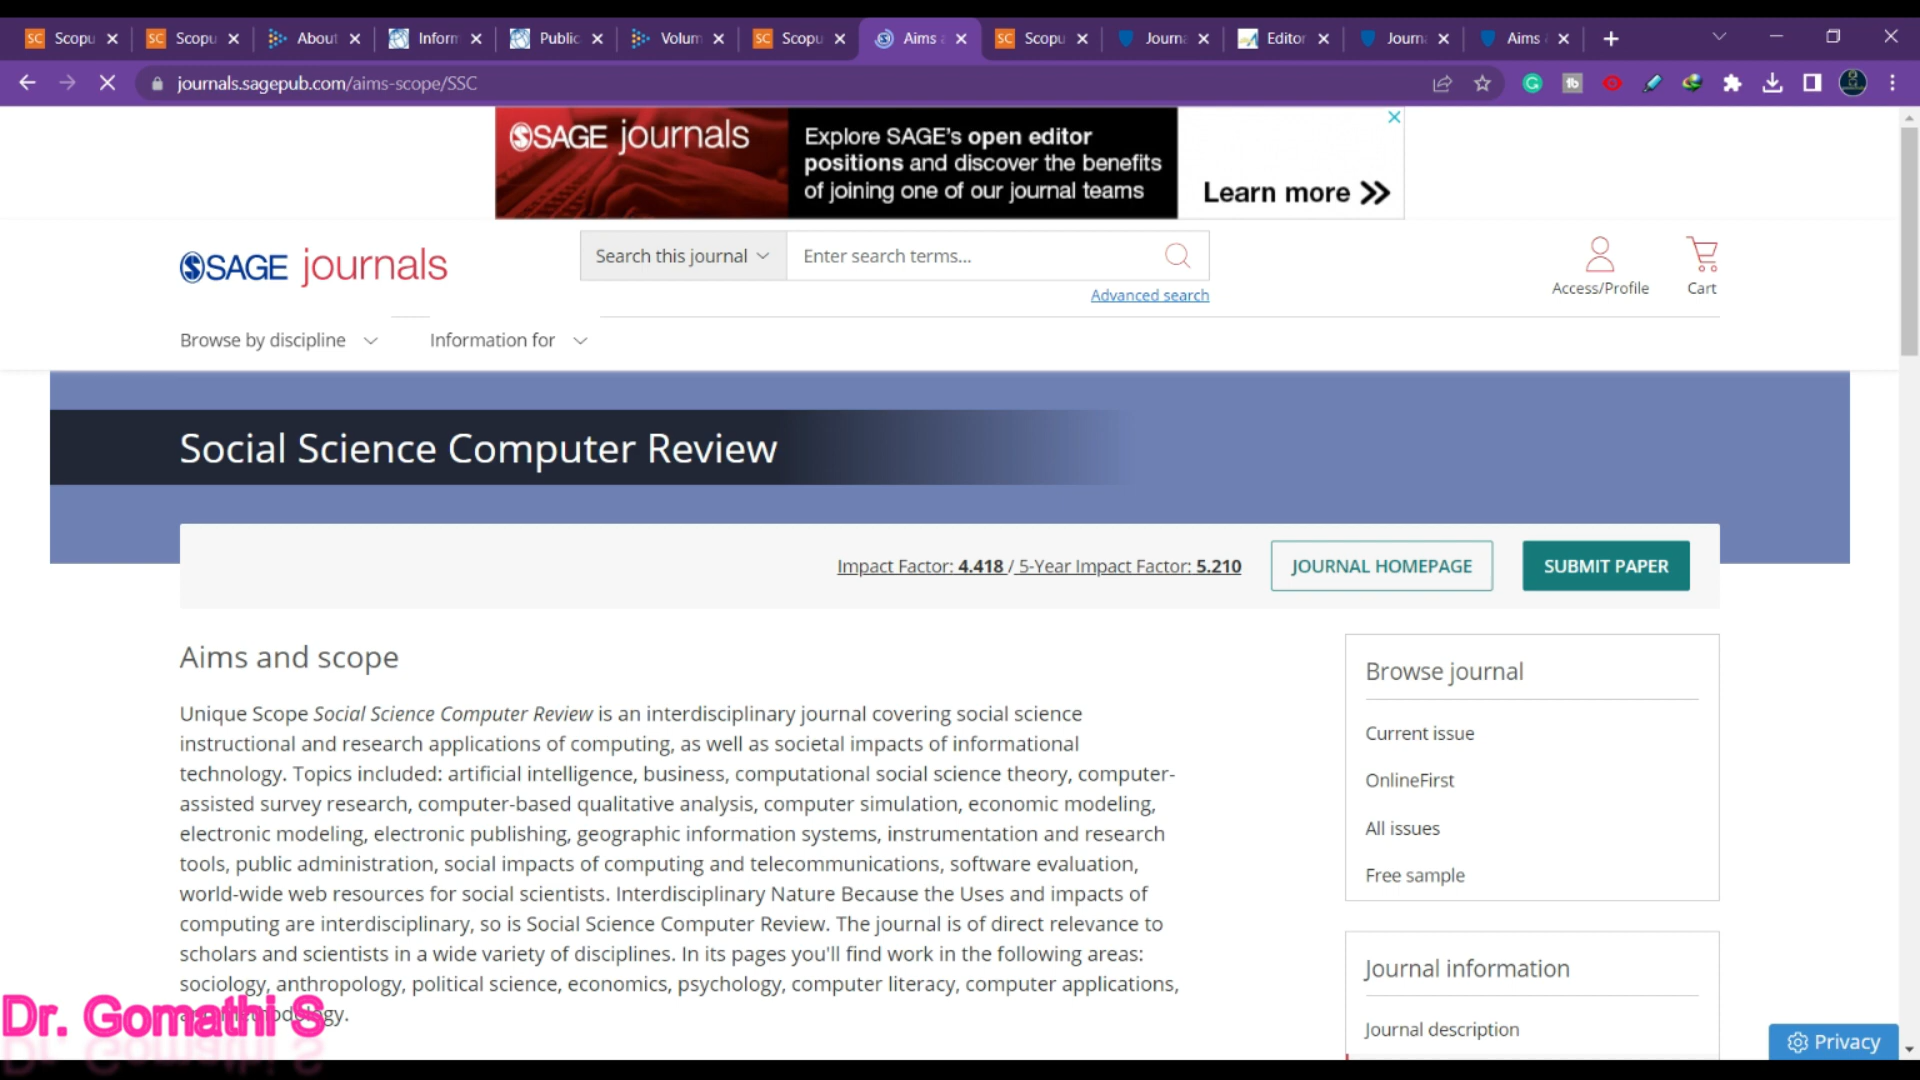 SC Scopu
SC Scopu
About
Inform
Public
Volum
SC Scopu
Aims a
SC Scopu
Journa
Editor
Journa
Aims
journals.sagepub.com/aims-scope/SSC
SAGE journals
Explore SAGE's open editor
positions and discover the benefits
of joining one of our journal teams
Learn more
SAGE journals
Search this journal
Enter search terms...
Advanced search
Access/Profile
Cart
Browse by discipline
Information for
Social Science Computer Review
Impact Factor: 4.418 / 5-Year Impact Factor: 5.210
JOURNAL HOMEPAGE
SUBMIT PAPER
Aims and scope
Unique Scope Social Science Computer Review is an interdisciplinary journal covering social science
instructional and research applications of computing, as well as societal impacts of informational
technology. Topics included: artificial intelligence, business, computational social science theory, computer-
assisted survey research, computer-based qualitative analysis, computer simulation, economic modeling,
electronic modeling, electronic publishing, geographic information systems, instrumentation and research
tools, public administration, social impacts of computing and telecommunications, software evaluation,
world-wide web resources for social scientists. Interdisciplinary Nature Because the Uses and impacts of
computing are interdisciplinary, so is Social Science Computer Review. The journal is of direct relevance to
scholars and scientists in a wide variety of disciplines. In its pages you'll find work in the following areas:
sociology, anthropology, political science, economics, psychology, computer literacy, computer applications,
Browse journal
Current issue
OnlineFirst
All issues
Free sample
Journal information
Journal description
Dr. Gomathi S
Privacy